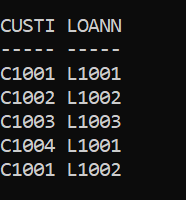 CUSTI LOANN
----- -----
C1001 L1001
C1002 L1002
C1003 L1003
C1004 L1001
C1001 L1002